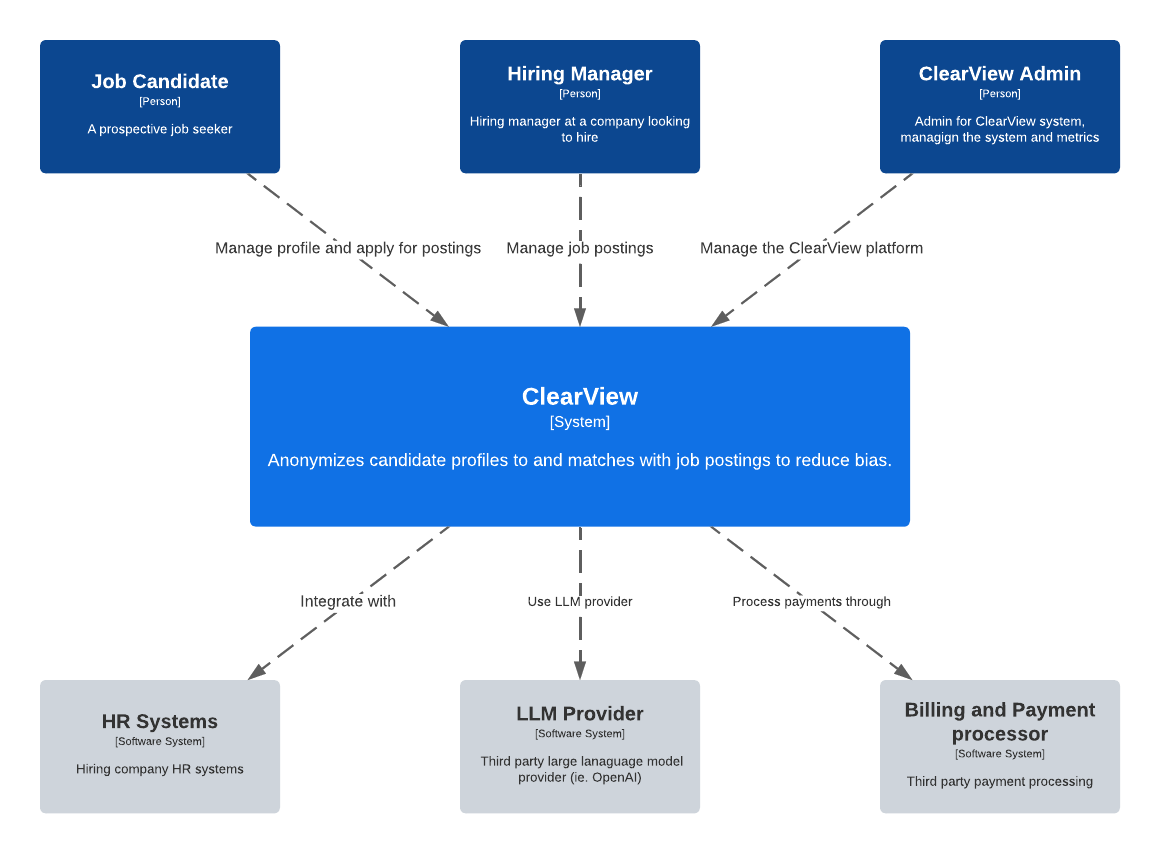 Job Candidate
[Person]
A prospective job seeker
Hiring Manager
[Person]
Hiring manager at a company looking
to hire
ClearView Admin
[Person]
Admin for ClearView system,
managign the system and metrics
Manage profile and apply for postings
Manage job postings
Manage the ClearView platform
ClearView
[System]
Anonymizes candidate profiles to and matches with job postings to reduce bias.
Integrate with
Use LLM provider
Process payments through
HR Systems
[Software System]
Hiring company HR systems
LLM Provider
[Software System]
Third party large lanaguage model
provider (ie. OpenAI)
Billing and Payment
processor
[Software System]
Third party payment processing